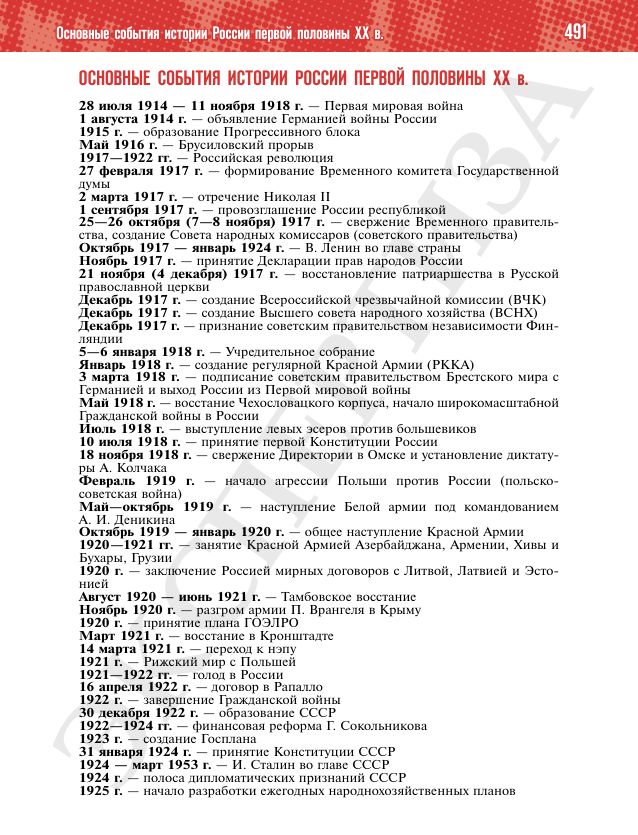 Основные события истории России первой половины XX в.
491
ОСНОВНЫЕ СОБЫТИЯ ИСТОРИИ РОССИИ ПЕРВОЙ ПОЛОВИНЫ XX в.
28 июля 1914 — 11 ноября 1918 г. — Первая мировая война
1 августа 1914 г. — объявление Германией войны России
1915 г. — образование Прогрессивного блока
Май 1916 г. — Брусиловский прорыв
1917—1922 гг. — Российская революция
27 февраля 1917 г. — формирование Временного комитета Государственной
думы
2 марта 1917 г. — отречение Николая II
1 сентября 1917 г. — провозглашение России республикой
25—26 октября (7—8 ноября) 1917 г. — свержение Временного правитель-
ства, создание Совета народных комиссаров (советского правительства)
Октябрь 1917 — январь 1924 г. — В. Ленин во главе страны
Ноябрь 1917 г. — принятие Декларации прав народов России
21 ноября (4 декабря) 1917 г. — восстановление патриаршества в Русской
православной церкви
Декабрь 1917 г. — создание Всероссийской чрезвычайной комиссии (ВЧК)
Декабрь 1917 г. — создание Высшего совета народного хозяйства (ВСНХ)
Декабрь 1917 г. — признание советским правительством независимости Фин-
ляндии
5—6 января 1918 г. — Учредительное собрание
Январь 1918 г. — создание регулярной Красной Армии (РККА)
3 марта 1918 г. — подписание советским правительством Брестского мира с
Германией и выход России из Первой мировой войны
Май 1918 г. — восстание Чехословацкого корпуса, начало широкомасштабной
Гражданской войны в России
Июль 1918 г. — выступление левых эсеров против большевиков
10 июля 1918 г. — принятие первой Конституции России
18 ноября 1918 г. — свержение Директории в Омске и установление диктату-
ры А. Колчака
Февраль 1919 г. — начало агрессии Польши против России (польско-
советская война)
Май—октябрь 1919 г. — наступление Белой армии под командованием
А. И. Деникина
Октябрь 1919 — январь 1920 г. — общее наступление Красной Армии
1920—1921 гг. — занятие Красной Армией Азербайджана, Армении, Хивы и
Бухары, Грузии
1920 г. — заключение Россией мирных договоров с Литвой, Латвией и Эсто-
нией
Август 1920 — июнь 1921 г. — Тамбовское восстание
Ноябрь 1920 г. — разгром армии П. Врангеля в Крыму
1920 г. — принятие плана ГОЭЛРО
Март 1921 г. — восстание в Кронштадте
14 марта 1921 г. — переход к нэпу
1921 г. — Рижский мир с Польшей
1921—1922 гг. — голод в России
16 апреля 1922 г. — договор в Рапалло
1922 г. — завершение Гражданской войны
30 декабря 1922 г. — образование СССР
1922—1924 гг. — финансовая реформа Г. Сокольникова
1923 г. — создание Госплана
31 января 1924 г. — принятие Конституции СССР
1924 — март 1953 г. — И. Сталин во главе СССР
1924 г. — полоса дипломатических признаний СССР
1925 г. — начало разработки ежегодных народнохозяйственных планов